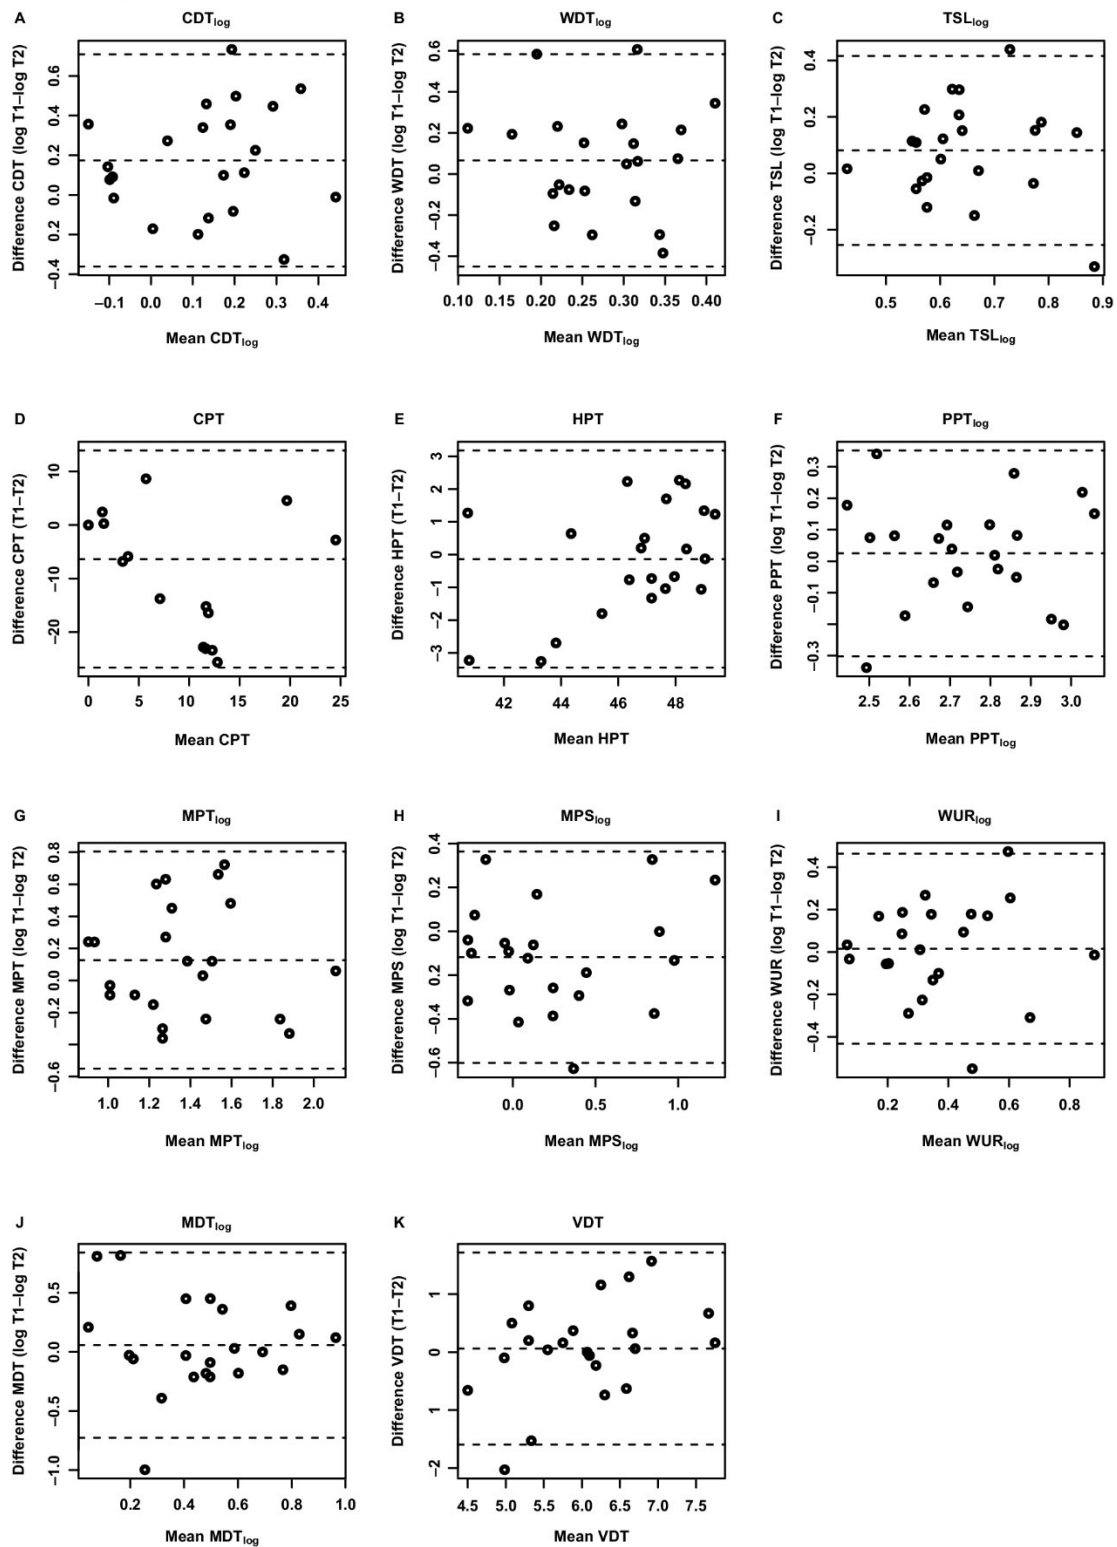 A
CDTlog
Difference CDT (log T1–log T2)
0.6
0.4
0.2
0.0
0.2
−0.4
−0.1 0.0 0.1 0.2 0.3 0.4
Mean CDTlog
B
WDTlog
Difference WDT (log T1–log T2)
0.6
0.4
0.2
0.0
−0.2
−0.4
0.10 0.15 0.20 0.25 0.30 0.35 0.40
Mean WDTlog
C
TSLlog
Difference TSL (log T1–log T2)
0.4
0.2
−0.2
0.5 0.6 0.7 0.8 0.9
Mean TSLlog
D
CPT
Difference CPT (T1–T2)
10
0
−10
−20
0 5 10 15 20 25
Mean CPT
E
HPT
Difference HPT (T1–T2)
3
2
1
0
−1
−2
−3
42 44 46 48
Mean HPT
F
PPTlog
Difference PPT (log T1–log T2)
0.3
0.1
0.0
−0.1
−0.3
2.5 2.6 2.7 2.8 2.9 3.0
Mean PPTlog
G
MPTlog
Difference MPT (log T1–log T2)
0.8
0.6
0.4
0.2
0.0
−0.2
−0.6
1.0 1.2 1.4 1.6 1.8 2.0
Mean MPTlog
H
MPSlog
Difference MPS (log T1–log T2)
0.4
0.2
0.0
0.2
−0.4
−0.6
0.0 0.5 1.0
Mean MPSlog
I
WURlog
Difference WUR (log T1–log T2)
0.4
0.2
0.0
−0.2
−0.4
0.2 0.4 0.6 0.8
Mean WURlog
J
MDTlog
Difference MDT (log T1–log T2)
0.5
0.0
−0.5
−1.0
0.2 0.4 0.6 0.8 1.0
Mean MDTlog
K
VDT
Difference VDT (T1–T2)
1
0
1
−2
4.5 5.0 5.5 6.0 6.5 7.0 7.5
Mean VDT